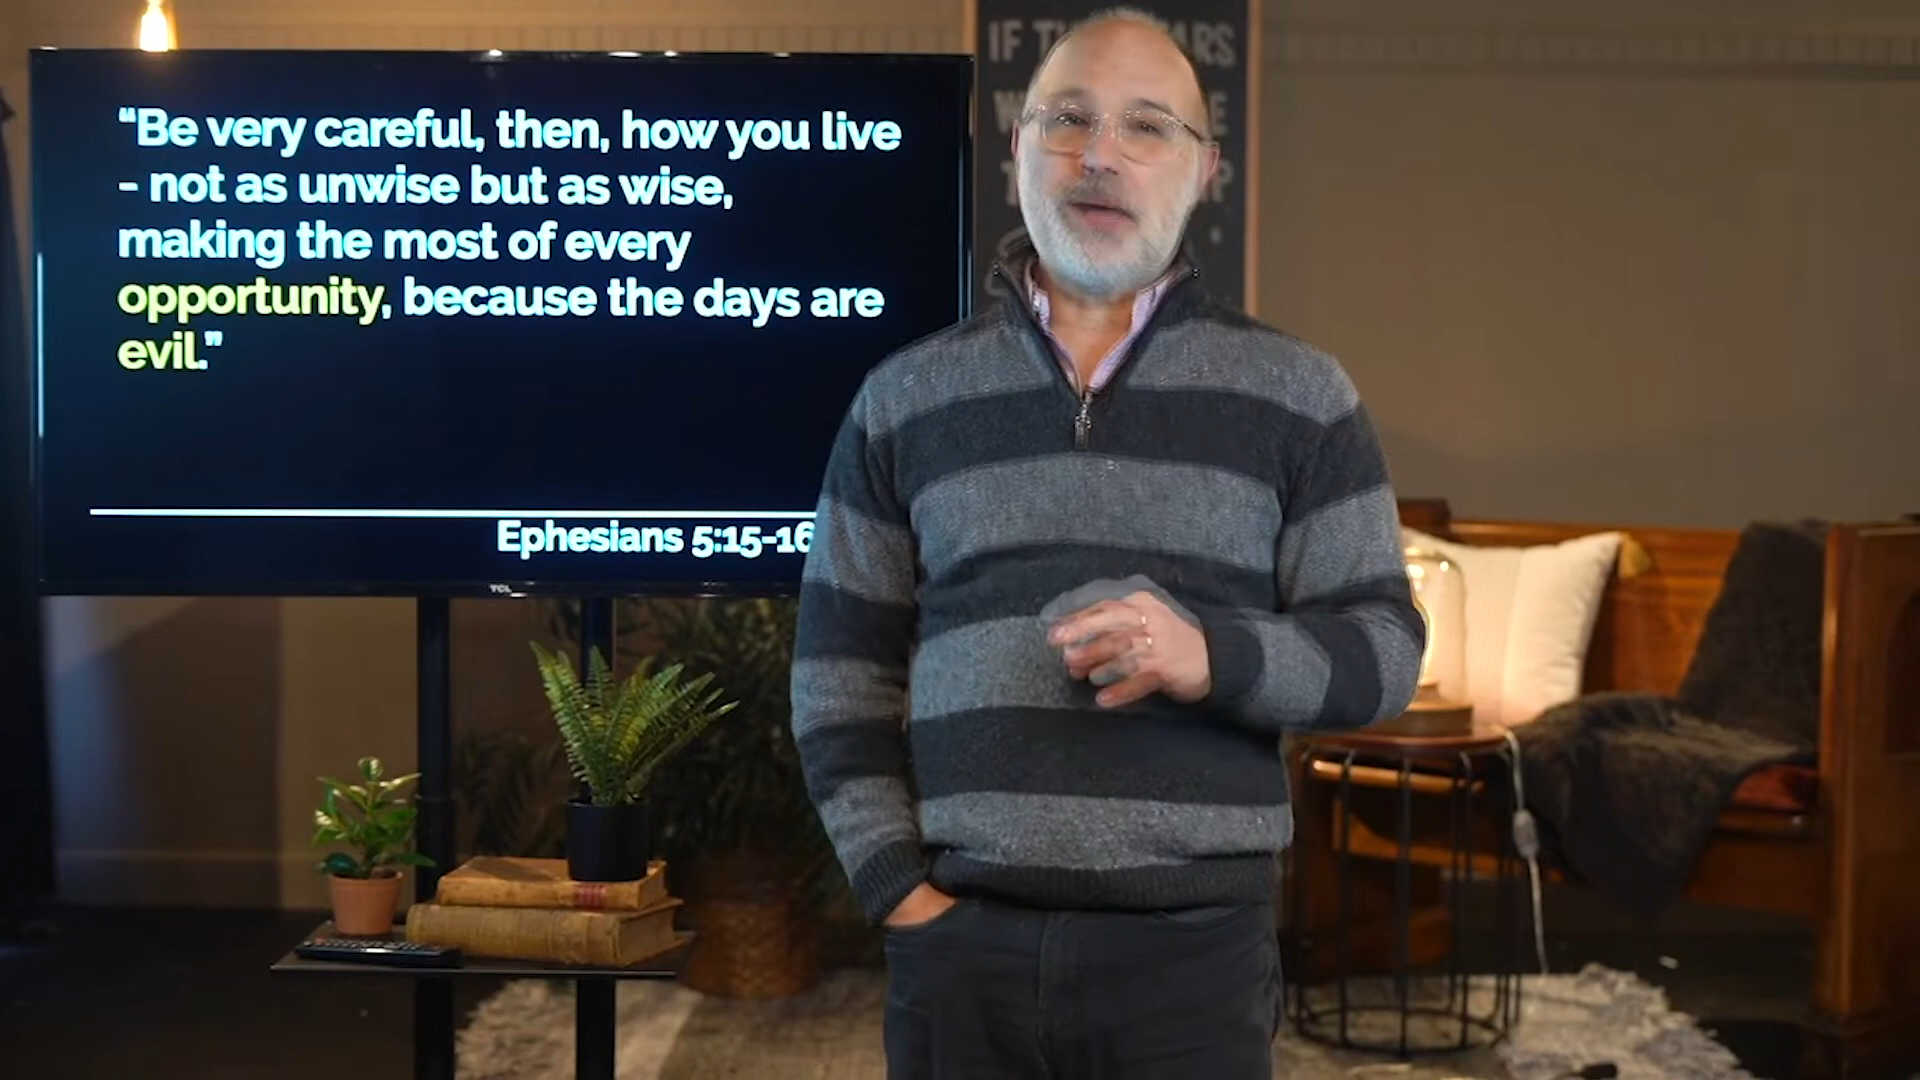 “Be very careful, then, how you live
- not as unwise but as wise,
making the most of every
opportunity, because the days are
evil.”
Ephesians 5:15-16
TCL
IF